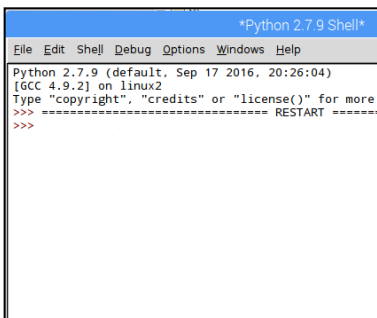 *Python 2.7.9 Shell*
File Edit Shell Debug Options Windows Help
Python 2.7.9 (default, Sep 17 2016, 20:26:04)
[GCC 4.9.2] on linux2
Type "copyright", "credits" or "license()" for more
>>> ================================ RESTART ======
>>>